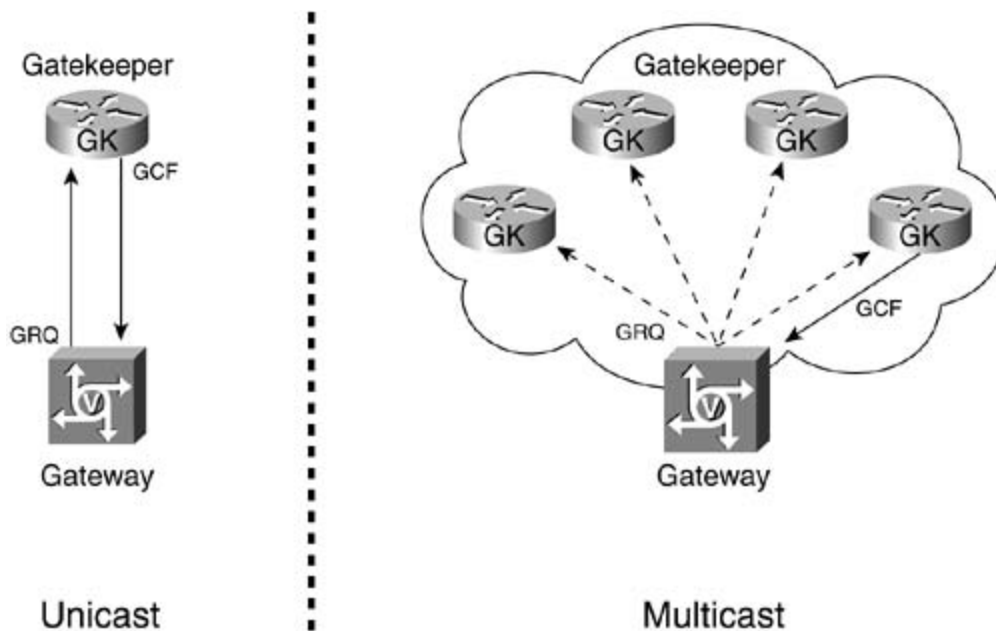 Gatekeeper
GK
GCF
GRQ
V
Gateway
Unicast
Gatekeeper
GK
GK
GK
GK
GRQ
GCF
V
Gateway
Multicast